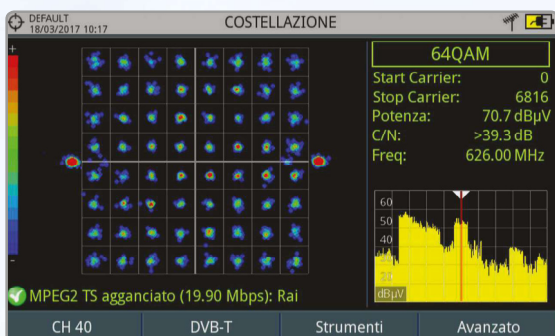 DEFAULT
18/03/2017 10:17
COSTELLAZIONE
+
-
64QAM
Start Carrier: 0
Stop Carrier: 6816
Potenza: 70.7 dBµV
C/N: >39.3 dB
Freq: 626.00 MHz
60
50
40
dBµV
MPEG2 TS agganciato (19.90 Mbps): Rai
CH 40
DVB-T
Strumenti
Avanzato